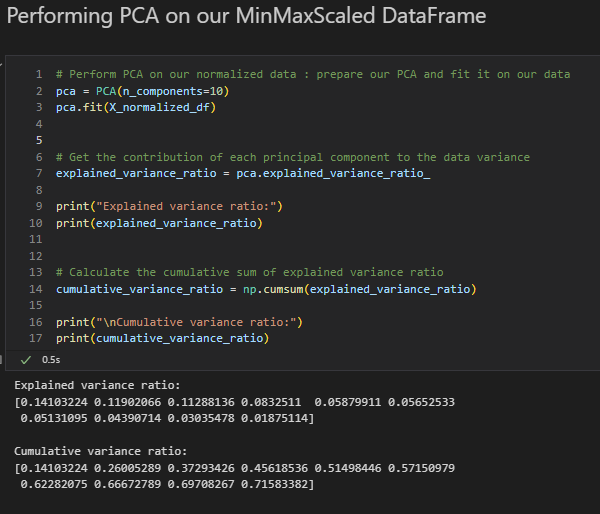 Performing PCA on our MinMaxScaled DataFrame
1 # Perform PCA on our normalized data : prepare our PCA and fit it on our data
2 pca = PCA(n_components=10)
3 pca.fit(X_normalized_df)
4
5
6 # Get the contribution of each principal component to the data variance
7 explained_variance_ratio = pca.explained_variance_ratio_
8
9 print("Explained variance ratio:")
10 print(explained_variance_ratio)
11
12
13 # Calculate the cumulative sum of explained variance ratio
14 cumulative_variance_ratio = np.cumsum(explained_variance_ratio)
15
16 print("\nCumulative variance ratio:")
17 print(cumulative_variance_ratio)
0.5s
Explained variance ratio:
[0.14103224 0.11902066 0.11288136 0.0832511  0.05879911 0.05652533
 0.05131095 0.04390714 0.03035478 0.01875114]
Cumulative variance ratio:
[0.14103224 0.26005289 0.37293426 0.45618536 0.51498446 0.57150979
 0.62282075 0.66672789 0.69708267 0.71583382]